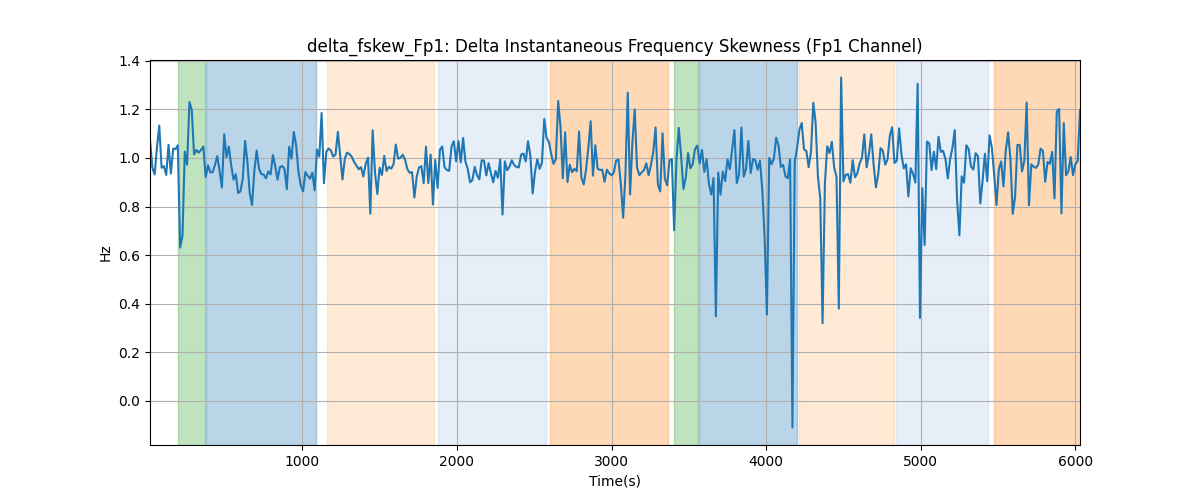 delta_fskew_Fp1: Delta Instantaneous Frequency Skewness (Fp1 Channel)
1.4
1.2
1.0
0.8
0.6
0.4
0.2
0.0
Hz
1000 2000 3000 4000 5000 6000
Time(s)